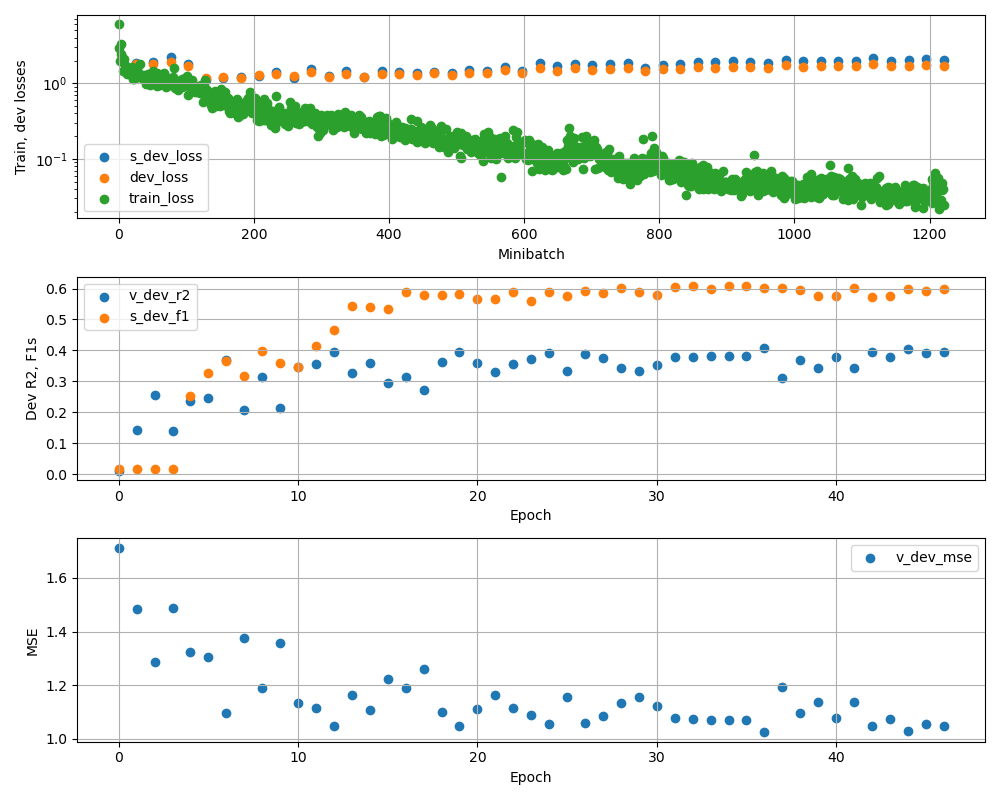 Train, dev losses
10⁰
10⁻¹
s_dev_loss
dev_loss
train_loss
0 200 400 600 800 1000 1200
Minibatch
Dev R2, F1s
0.6
0.5
0.4
0.3
0.2
0.1
0.0
v_dev_r2
s_dev_f1
0 10 20 30 40
Epoch
MSE
1.6
1.4
1.2
1.0
v_dev_mse
0 10 20 30 40
Epoch